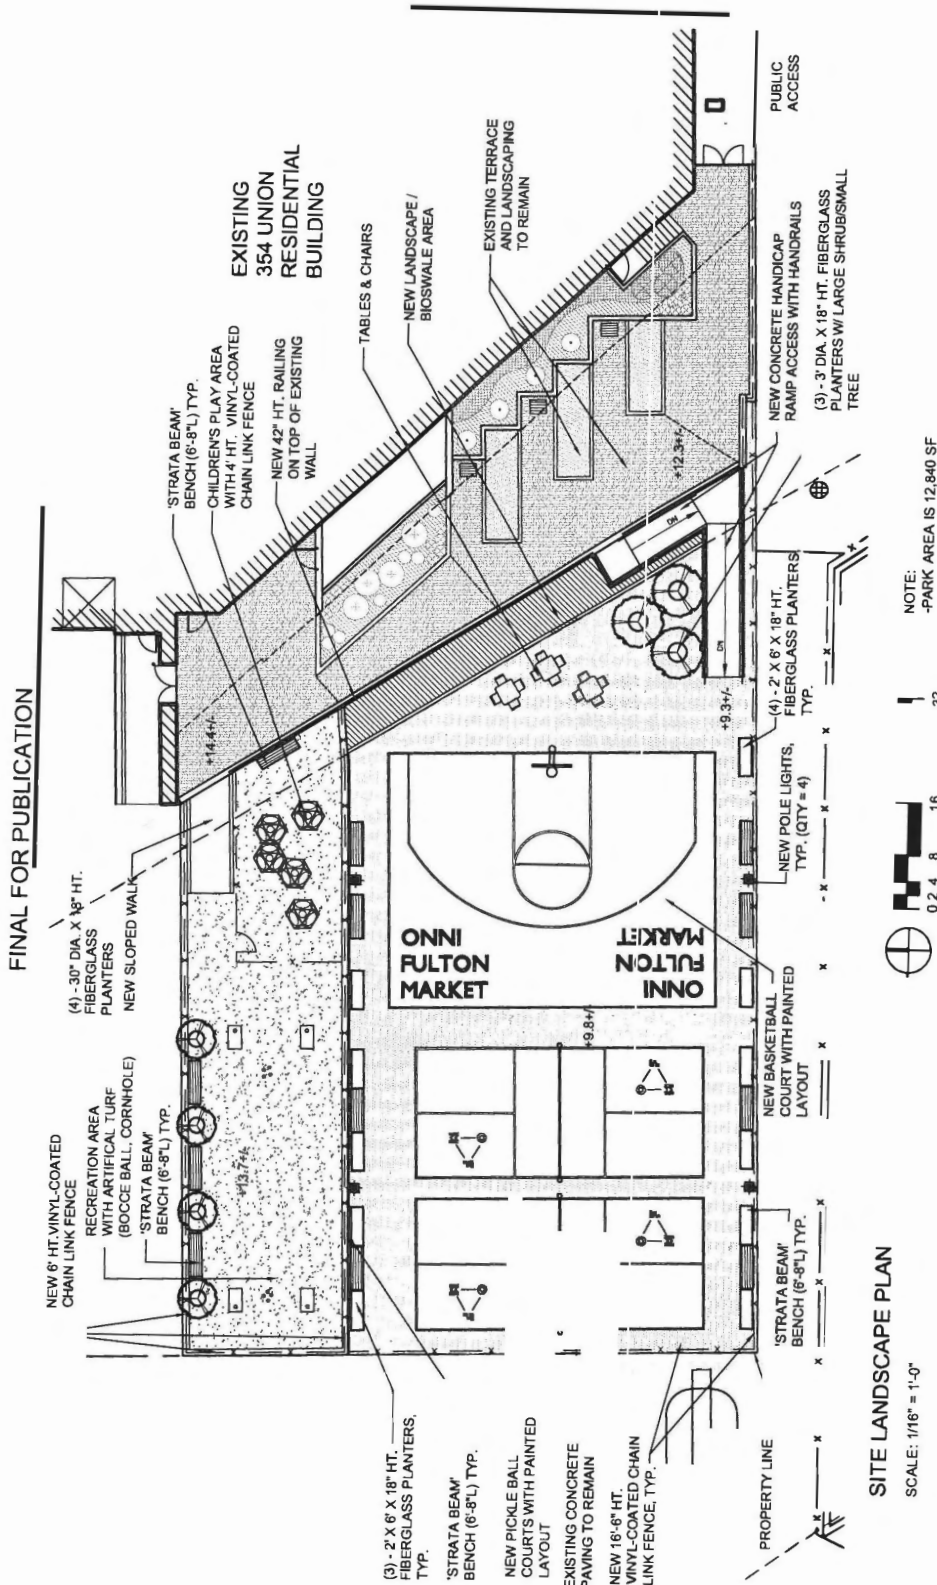 FINAL FOR PUBLICATION
NEW 6' HT.VINYL-COATED
CHAIN LINK FENCE
RECREATION AREA
WITH ARTIFICAL TURF
(BOCCE BALL, CORNHOLE)
'STRATA BEAM'
BENCH (6'-8"L) TYP.
(4) - 30" DIA. X 18" HT.
FIBERGLASS
PLANTERS
NEW SLOPED WALK
'STRATA BEAM'
BENCH (6'-8"L) TYP.
CHILDREN'S PLAY AREA
WITH 4' HT. VINYL-COATED
CHAIN LINK FENCE
NEW 42" HT. RAILING
ON TOP OF EXISTING
WALL
EXISTING
354 UNION
RESIDENTIAL
BUILDING
TABLES & CHAIRS
NEW LANDSCAPE /
BIOSWALE AREA
EXISTING TERRACE
AND LANDSCAPING
TO REMAIN
PUBLIC
ACCESS
+14.4+/-
+13.7+/-
+12.3+/-
+9.3+/-
+9.8+/-
DN
DN
ONNI
FULTON
MARKET
ONNI
FULTON
MARKET
NEW CONCRETE HANDICAP
RAMP ACCESS WITH HANDRAILS
(3) - 3' DIA. X 18" HT. FIBERGLASS
PLANTERS W/ LARGE SHRUB/SMALL
TREE
(4) - 2' X 6' X 18" HT.
FIBERGLASS PLANTERS,
TYP.
NEW POLE LIGHTS,
TYP. (QTY = 4)
NEW BASKETBALL
COURT WITH PAINTED
LAYOUT
'STRATA BEAM'
BENCH (6'-8"L) TYP.
(3) - 2' X 6' X 18" HT.
FIBERGLASS PLANTERS,
TYP.
'STRATA BEAM'
BENCH (6'-8"L) TYP.
NEW PICKLE BALL
COURTS WITH PAINTED
LAYOUT
EXISTING CONCRETE
PAVING TO REMAIN
NEW 16'-6" HT.
VINYL-COATED CHAIN
LINK FENCE, TYP.
PROPERTY LINE
SITE LANDSCAPE PLAN
SCALE: 1/16" = 1'-0"
0 2 4 8 16 32
NOTE:
-PARK AREA IS 12,840 SF